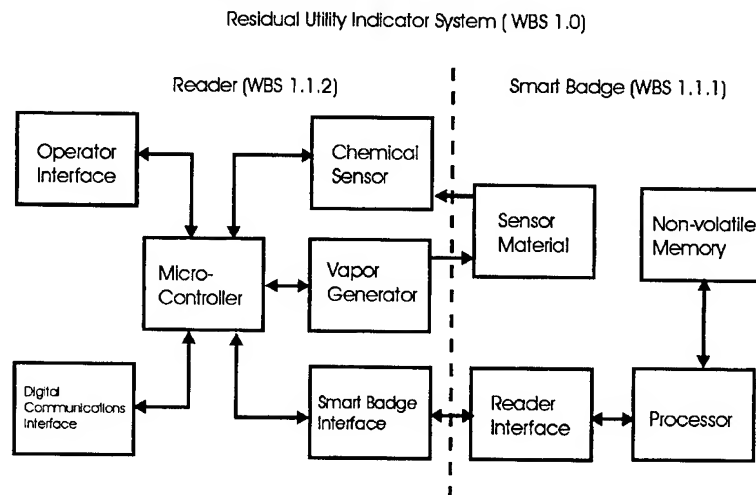 Residual Utility Indicator System ( WBS 1.0)
Reader (WBS 1.1.2)
Smart Badge (WBS 1.1.1)
Operator
Interface
Chemical
Sensor
Sensor
Material
Non-volatile
Memory
Micro-
Controller
Vapor
Generator
Digital
Communications
Interface
Smart Badge
Interface
Reader
Interface
Processor